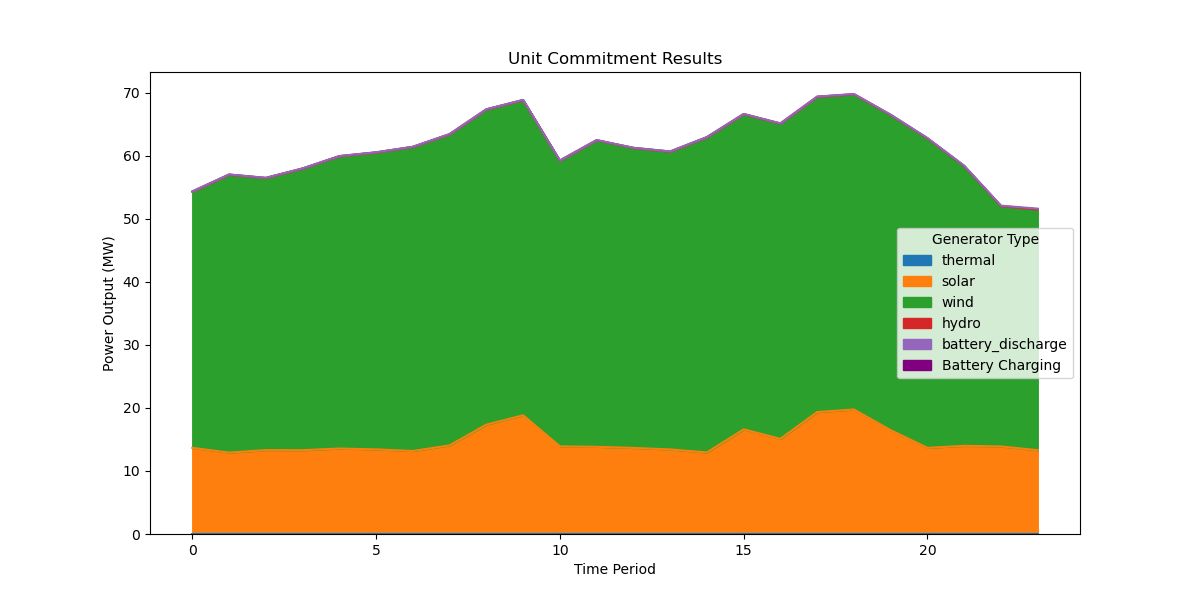 Unit Commitment Results
Power Output (MW)
70
60
50
40
30
20
10
0
Generator Type
thermal
solar
wind
hydro
battery_discharge
Battery Charging
0 5 10 15 20
Time Period